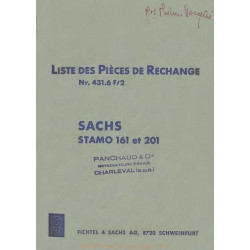 LISTE DES PIÈCES DE RECHANGE
Nr. 431.6 F/2
SACHS
STAMO 161 et 201
PANCHAUD & Cie
CHARLEVAL (B.D.R)
FICHTEL & SACHS AG, 8720 SCHWEINFURT